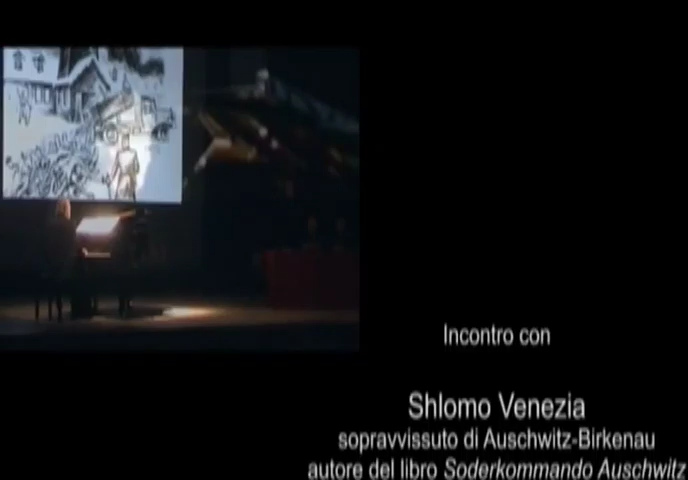 Incontro con
Shlomo Venezia
sopravvissuto di Auschwitz-Birkenau
autore del libro Soderkommando Auschwitz